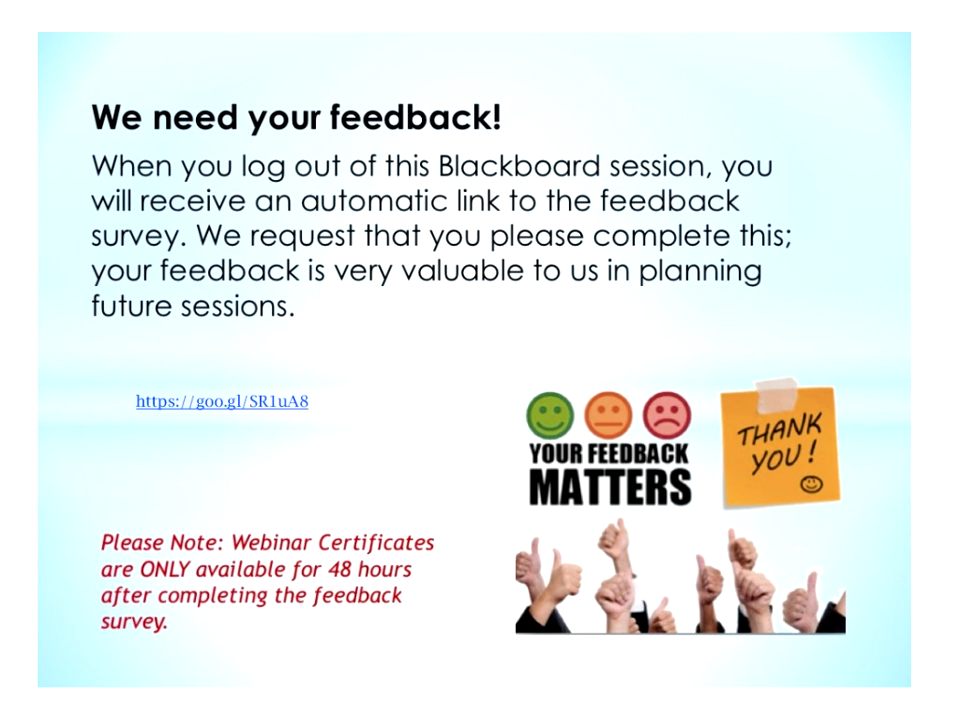 We need your feedback!
When you log out of this Blackboard session, you
will receive an automatic link to the feedback
survey. We request that you please complete this;
your feedback is very valuable to us in planning
future sessions.
https://goo.gl/SR1uA8
YOUR FEEDBACK
MATTERS
THANK
YOU!
Please Note: Webinar Certificates
are ONLY available for 48 hours
after completing the feedback
survey.